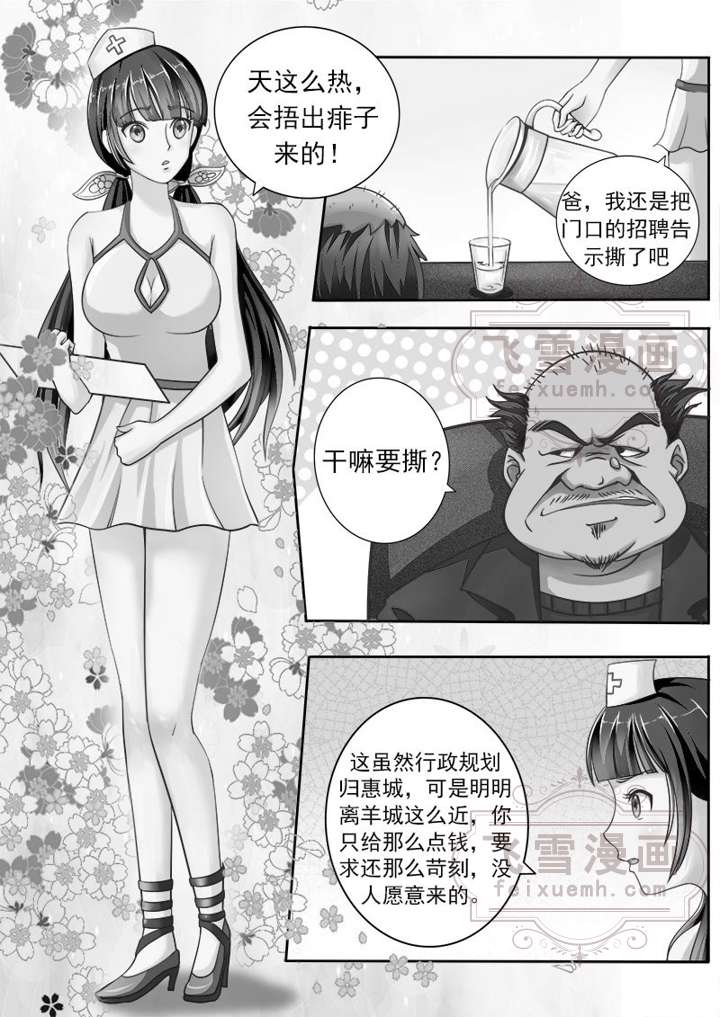 天这么热，
会捂出痱子
来的！
爸，我还是把
门口的招聘告
示撕了吧
飞雪漫画
feixuemh.com
干嘛要撕？
这虽然行政规划
归惠城，可是明明
离羊城这么近，你
只给那么点钱，要
求还那么苛刻，没
人愿意来的。
飞雪漫画
feixuemh.com